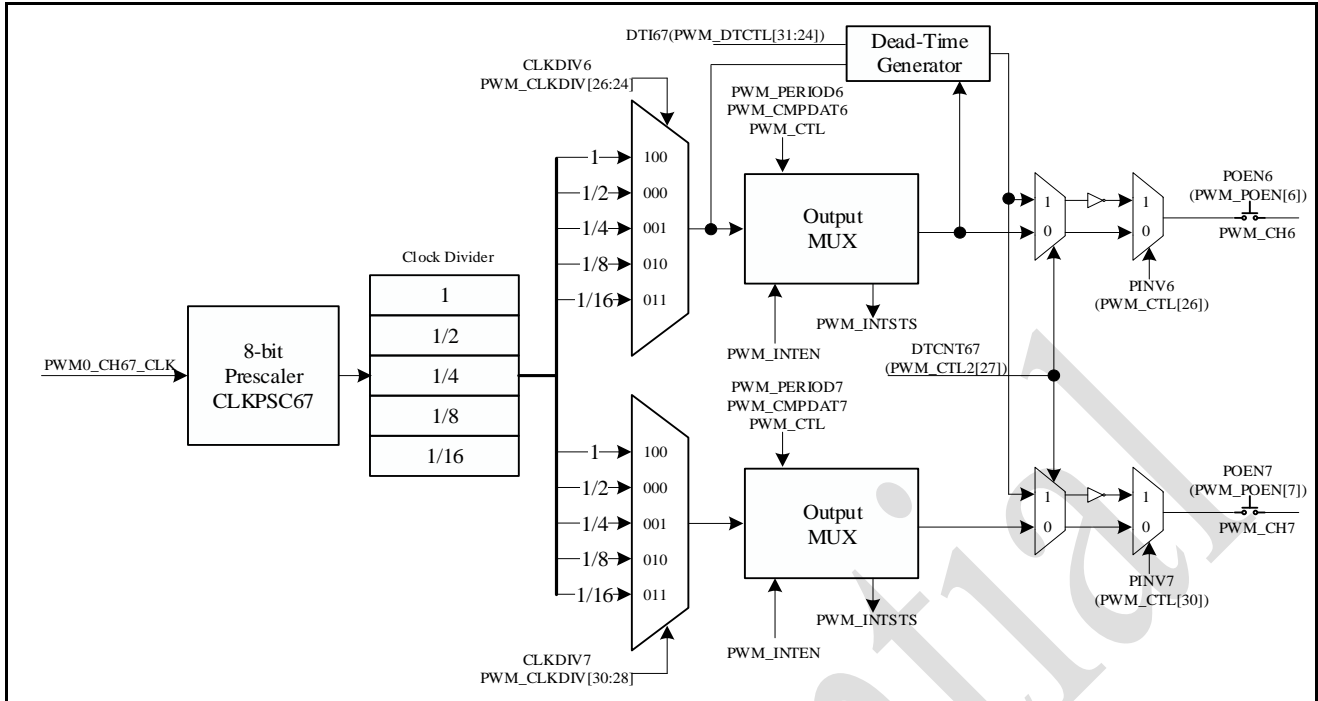 DTI67(PWM_DTCTL[31:24])
Dead-Time
Generator
CLKDIV6
PWM_CLKDIV[26:24]
PWM_PERIOD6
PWM_CMPDAT6
PWM_CTL
1
100
1/2
000
1/4
001
1/8
010
1/16
011
Output
MUX
PWM_INTEN
PWM_INTSTS
1
0
1
0
POEN6
(PWM_POEN[6])
PWM_CH6
PINV6
(PWM_CTL[26])
PWM0_CH67_CLK
8-bit
Prescaler
CLKPSC67
Clock Divider
1
1/2
1/4
1/8
1/16
DTCNT67
(PWM_CTL2[27])
PWM_PERIOD7
PWM_CMPDAT7
PWM_CTL
1
100
1/2
000
1/4
001
1/8
010
1/16
011
Output
MUX
PWM_INTEN
PWM_INTSTS
1
0
1
0
POEN7
(PWM_POEN[7])
PWM_CH7
PINV7
(PWM_CTL[30])
CLKDIV7
PWM_CLKDIV[30:28]
ntial